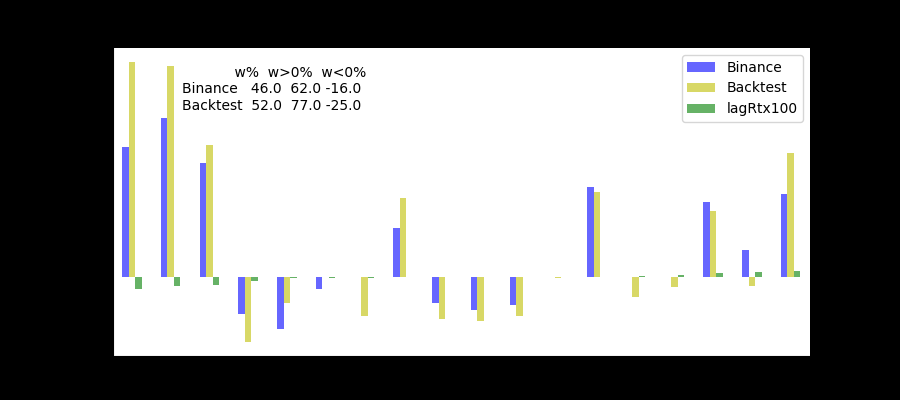 w%  w>0%  w<0%
Binance   46.0  62.0 -16.0
Backtest  52.0  77.0 -25.0
Binance
Backtest
lagRtx100